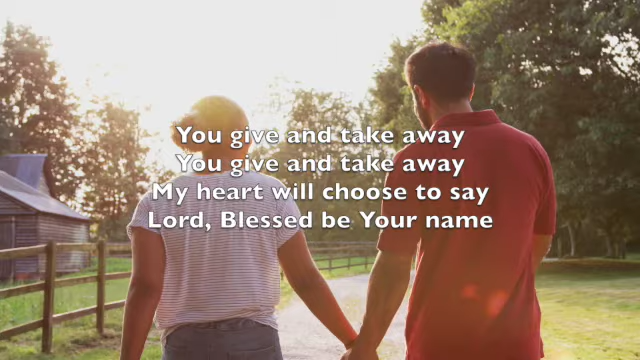 You give and take away
You give and take away
My heart will choose to say
Lord, Blessed be Your name